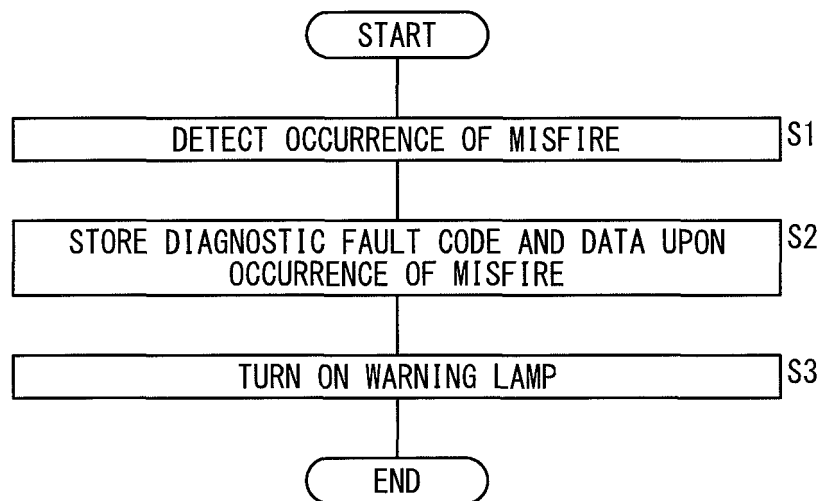 START
DETECT OCCURRENCE OF MISFIRE
S1
STORE DIAGNOSTIC FAULT CODE AND DATA UPON
OCCURRENCE OF MISFIRE
S2
TURN ON WARNING LAMP
S3
END